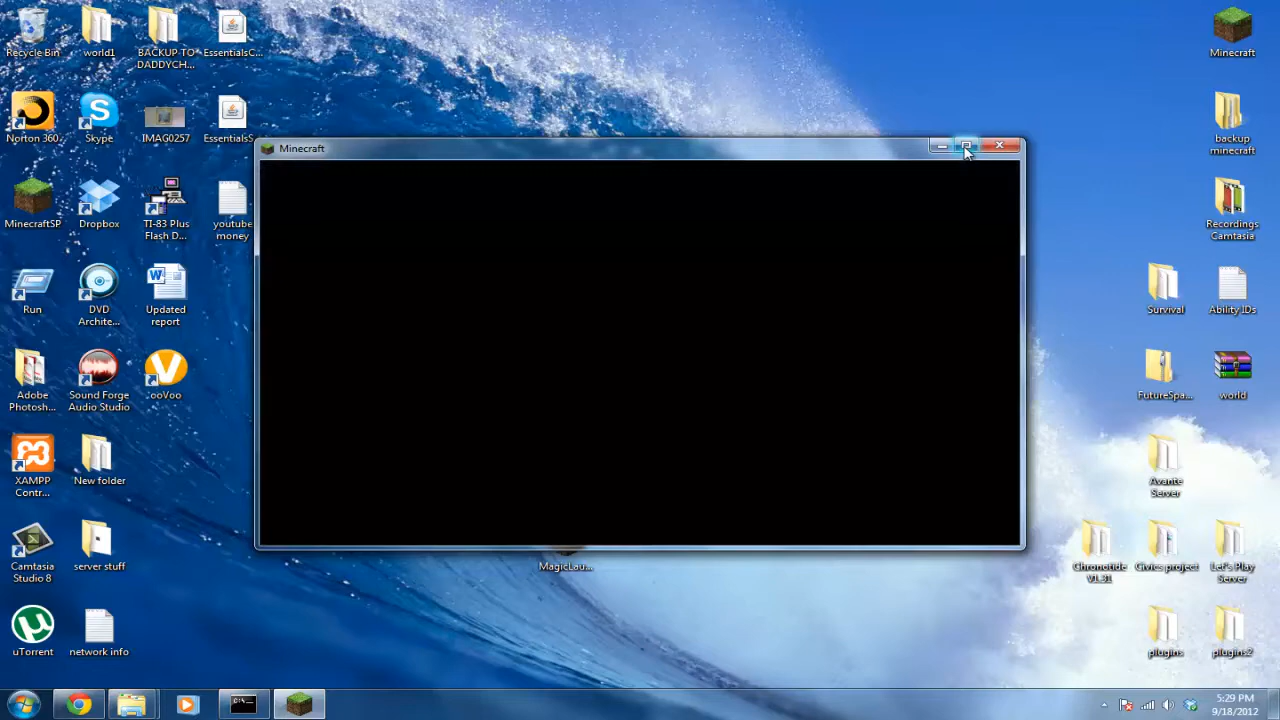 Recycle Bin
world1
BACKUP TO
DADDYCH...
EssentialsC...
Minecraft
Norton 360
Skype
IMAG0257
EssentialsS
backup
minecraft
Minecraft
MinecraftSP
Dropbox
TI-83 Plus
Flash D...
youtube
money
Recordings
Camtasia
Run
DVD
Archite...
Updated
report
Survival
Ability IDs
Adobe
Photosh...
Sound Forge
Audio Studio
ooVoo
FutureSpa...
world
XAMPP
Contr...
New folder
Avante
Server
Camtasia
Studio 8
server stuff
MagicLau...
Chronotide
V1.31
Civics project
Let's Play
Server
uTorrent
network info
plugins
plugins2
C:\
5:29 PM
9/18/2012